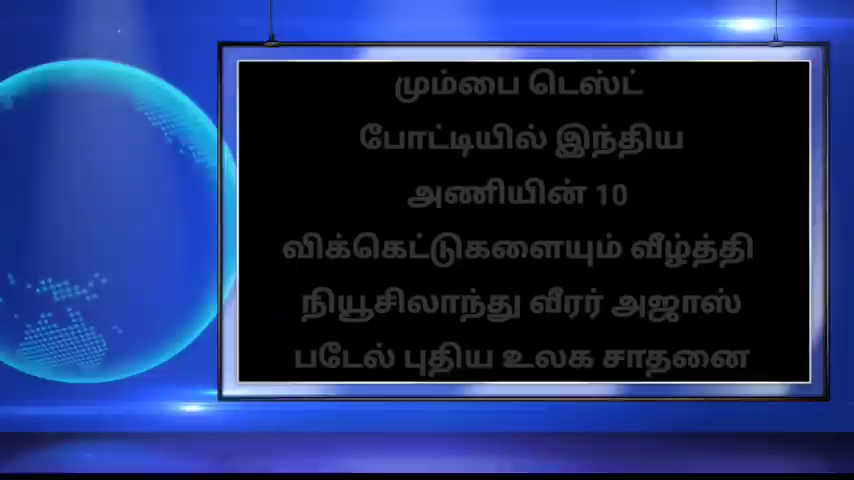 மும்பை டெஸ்ட்
போட்டியில் இந்திய
அணியின் 10
விக்கெட்டுகளையும் வீழ்த்தி
நியூசிலாந்து வீரர் அஜாஸ்
படேல் புதிய உலக சாதனை